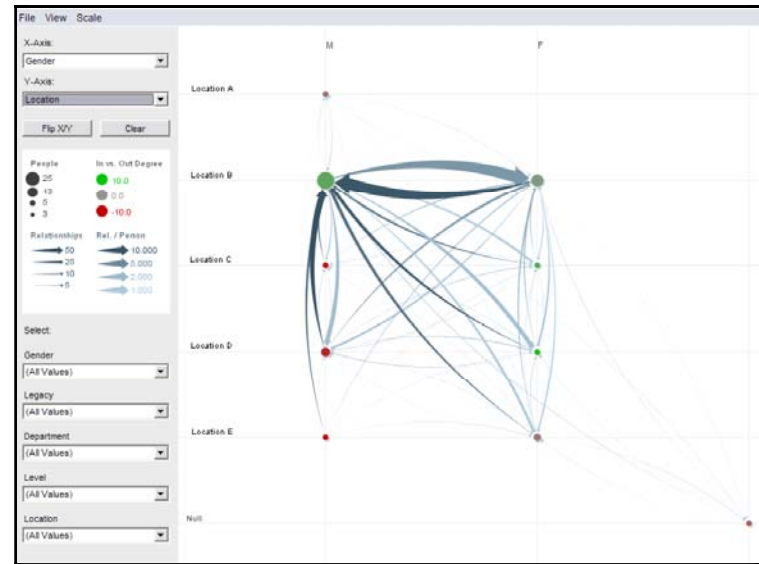 File View Scale
X-Axis:
Gender
Y-Axis:
Location
Flip X/Y Clear
People In vs. Out Degree
25 10.0
13 0.0
5 -10.0
3
Relationships Rel. / Person
50 10.000
25 5.000
10 2.000
5 1.000
Select:
Gender
(All Values)
Legacy
(All Values)
Department
(All Values)
Level
(All Values)
Location
(All Values)
M F
Location A
Location B
Location C
Location D
Location E
Null